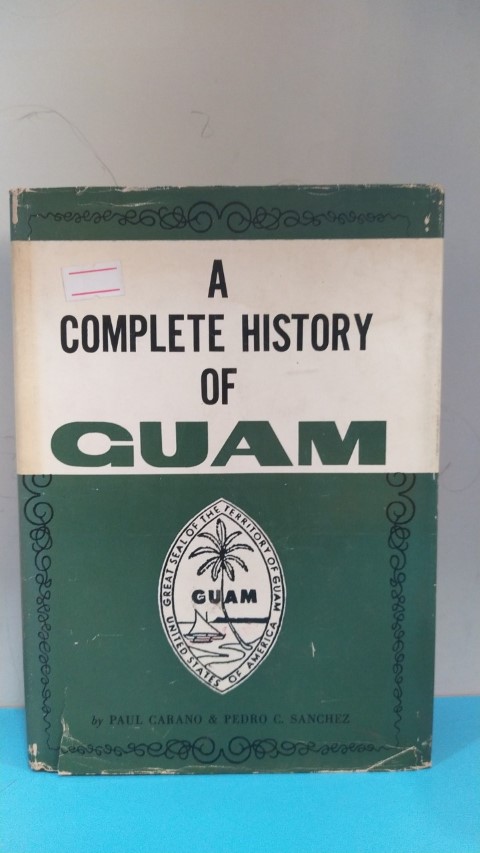 A
COMPLETE HISTORY
OF
GUAM
GREAT SEAL OF THE TERRITORY OF GUAM
GUAM
UNITED STATES OF AMERICA
by PAUL CARANO & PEDRO C. SANCHEZ